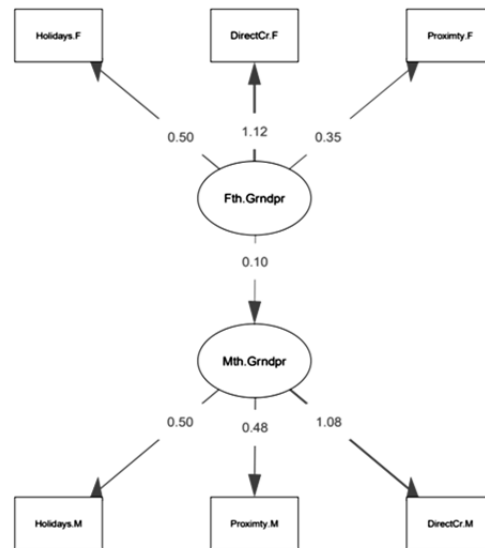 Holidays.F
DirectCr.F
Proximty.F
0.50
1.12
0.35
Fth.Grndpr
0.10
Mth.Grndpr
0.50
0.48
1.08
Holidays.M
Proximty.M
DirectCr.M